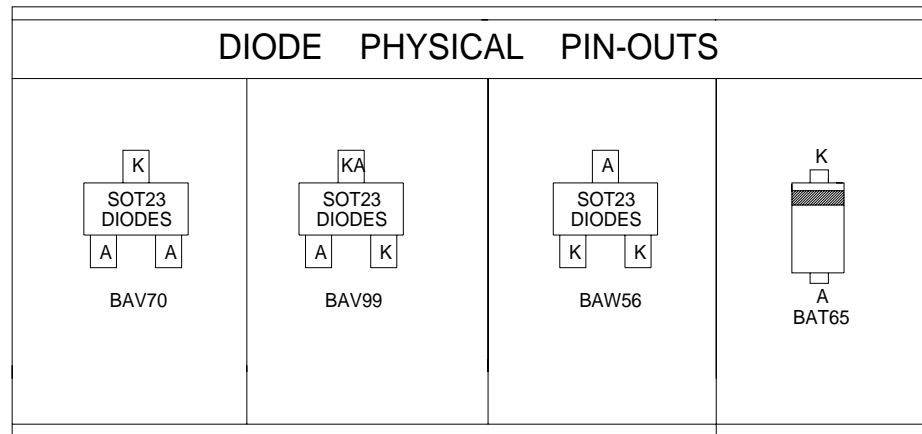 DIODE PHYSICAL PIN-OUTS
K
SOT23
DIODES
A A
BAV70
KA
SOT23
DIODES
A K
BAV99
A
SOT23
DIODES
K K
BAW56
K
A
BAT65